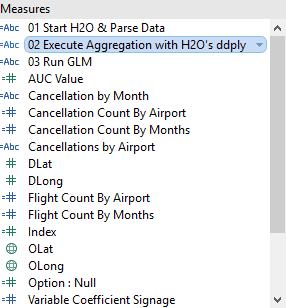 Measures
=Abc 01 Start H2O & Parse Data
=Abc 02 Execute Aggregation with H2O's ddply
=Abc 03 Run GLM
AUC Value
=Abc Cancellation by Month
Cancellation Count By Airport
Cancellation Count By Months
=Abc Cancellations by Airport
DLat
DLong
Flight Count By Airport
Flight Count By Months
Index
OLat
OLong
Option : Null
Variable Coefficient Signage